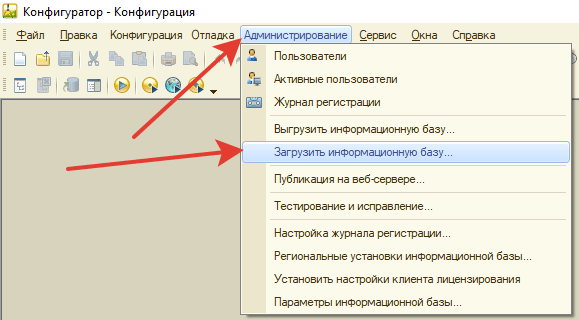 Конфигуратор - Конфигурация
Файл Правка Конфигурация Отладка Администрирование Сервис Окна Справка
Пользователи
Активные пользователи
Журнал регистрации
Выгрузить информационную базу...
Загрузить информационную базу...
Публикация на веб-сервере...
Тестирование и исправление...
Настройка журнала регистрации...
Региональные установки информационной базы...
Установить настройки клиента лицензирования
Параметры информационной базы...